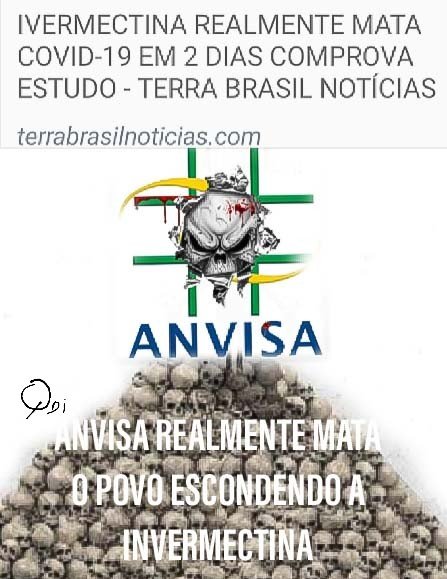 IVERMECTINA REALMENTE MATA
COVID-19 EM 2 DIAS COMPROVA
ESTUDO - TERRA BRASIL NOTÍCIAS
terrabrasilnoticias.com
ANVISA
ANVISA REALMENTE MATA
O POVO ESCONDENDO A
INVERMECTINA